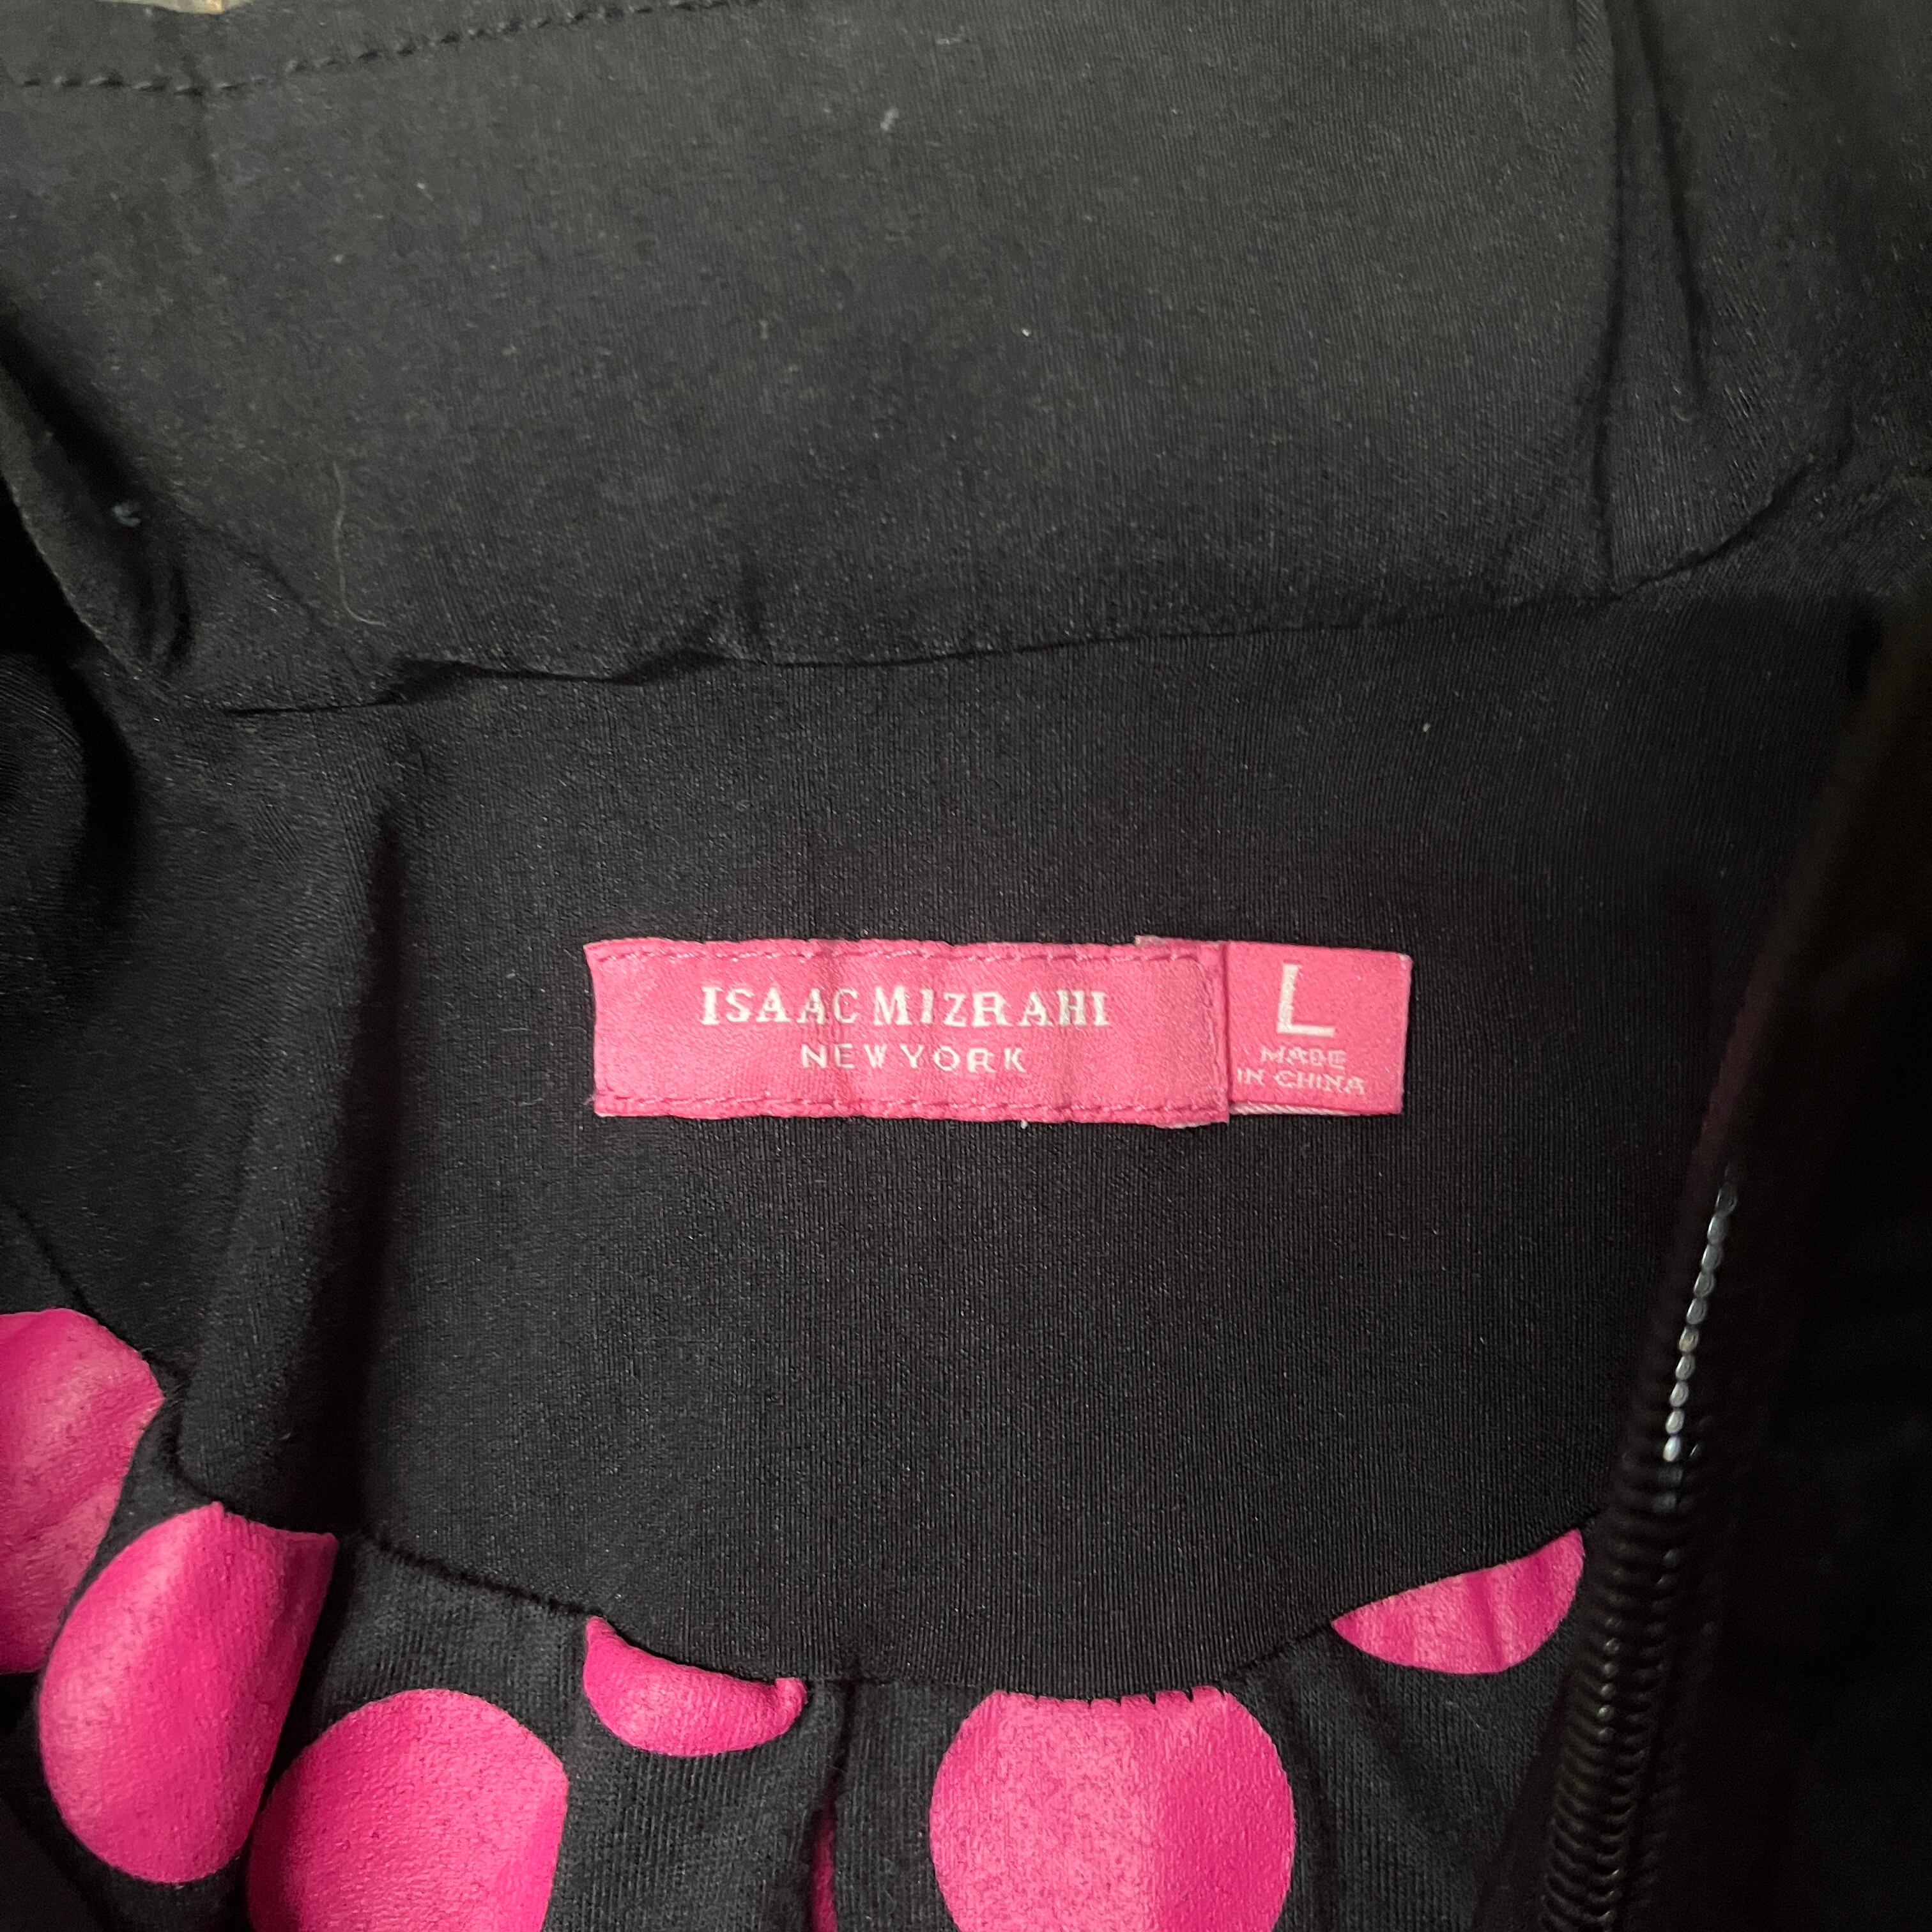 ISAAC MIZRAHI
NEW YORK
L
MADE
IN CHINA